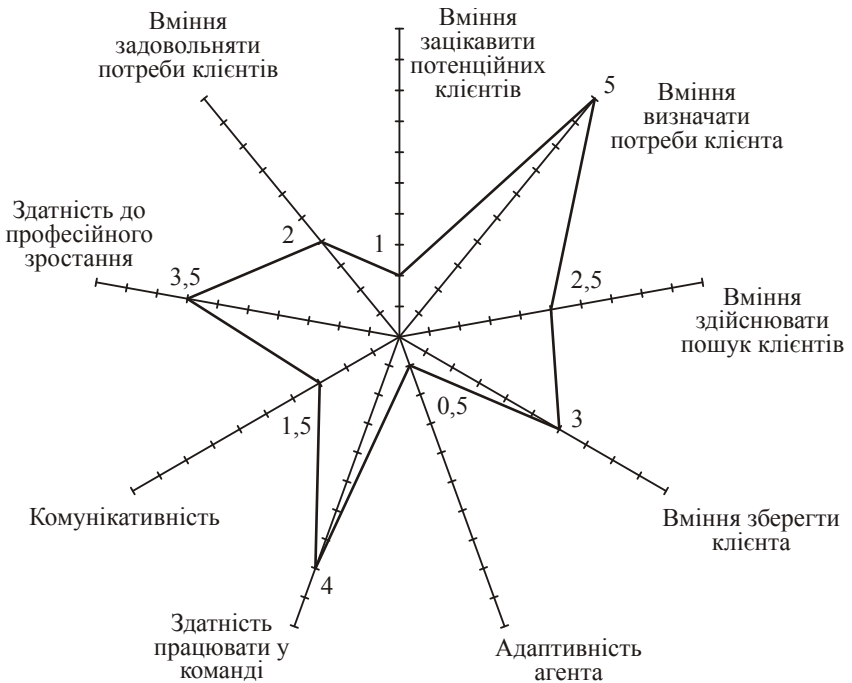 Вміння
задовольняти
потреби клієнтів
Вміння
зацікавити
потенційних
клієнтів
5
Вміння
визначати
потреби клієнта
Здатність до
професійного
зростання
2
1
3,5
2,5
Вміння
здійснювати
пошук клієнтів
0,5
3
1,5
Комунікативність
Вміння зберегти
клієнта
4
Здатність
працювати у
команді
Адаптивність
агента